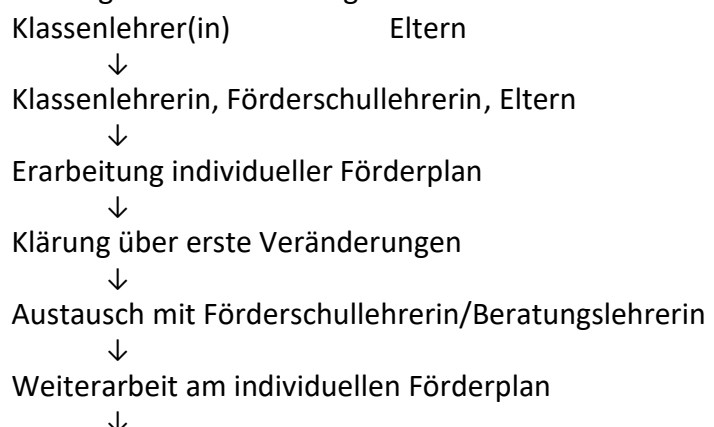 Klassenlehrer(in) Eltern
↓
Klassenlehrerin, Förderschullehrerin, Eltern
↓
Erarbeitung individueller Förderplan
↓
Klärung über erste Veränderungen
↓
Austausch mit Förderschullehrerin/Beratungslehrerin
↓
Weiterarbeit am individuellen Förderplan
↓